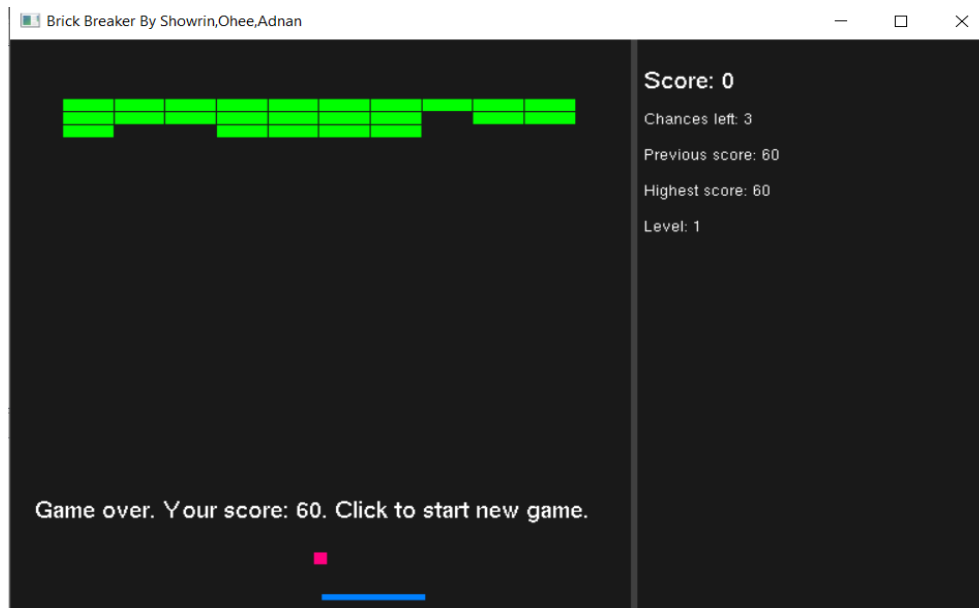 Brick Breaker By Showrin,Ohee,Adnan
Score: 0
Chances left: 3
Previous score: 60
Highest score: 60
Level: 1
Game over. Your score: 60. Click to start new game.